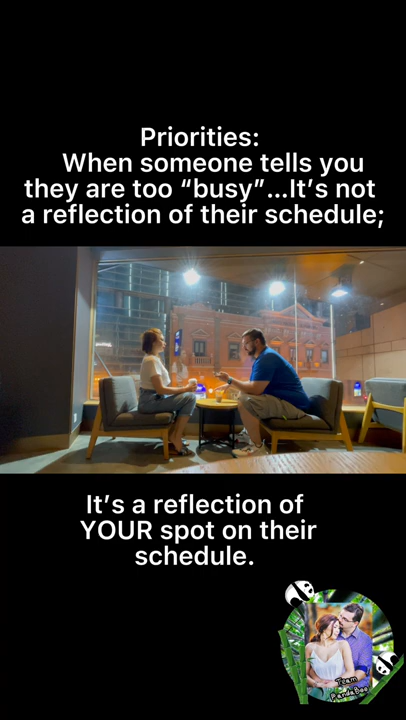 Priorities:
When someone tells you
they are too “busy”...It’s not
a reflection of their schedule;
It’s a reflection of
YOUR spot on their
schedule.
Team
PandaBoo